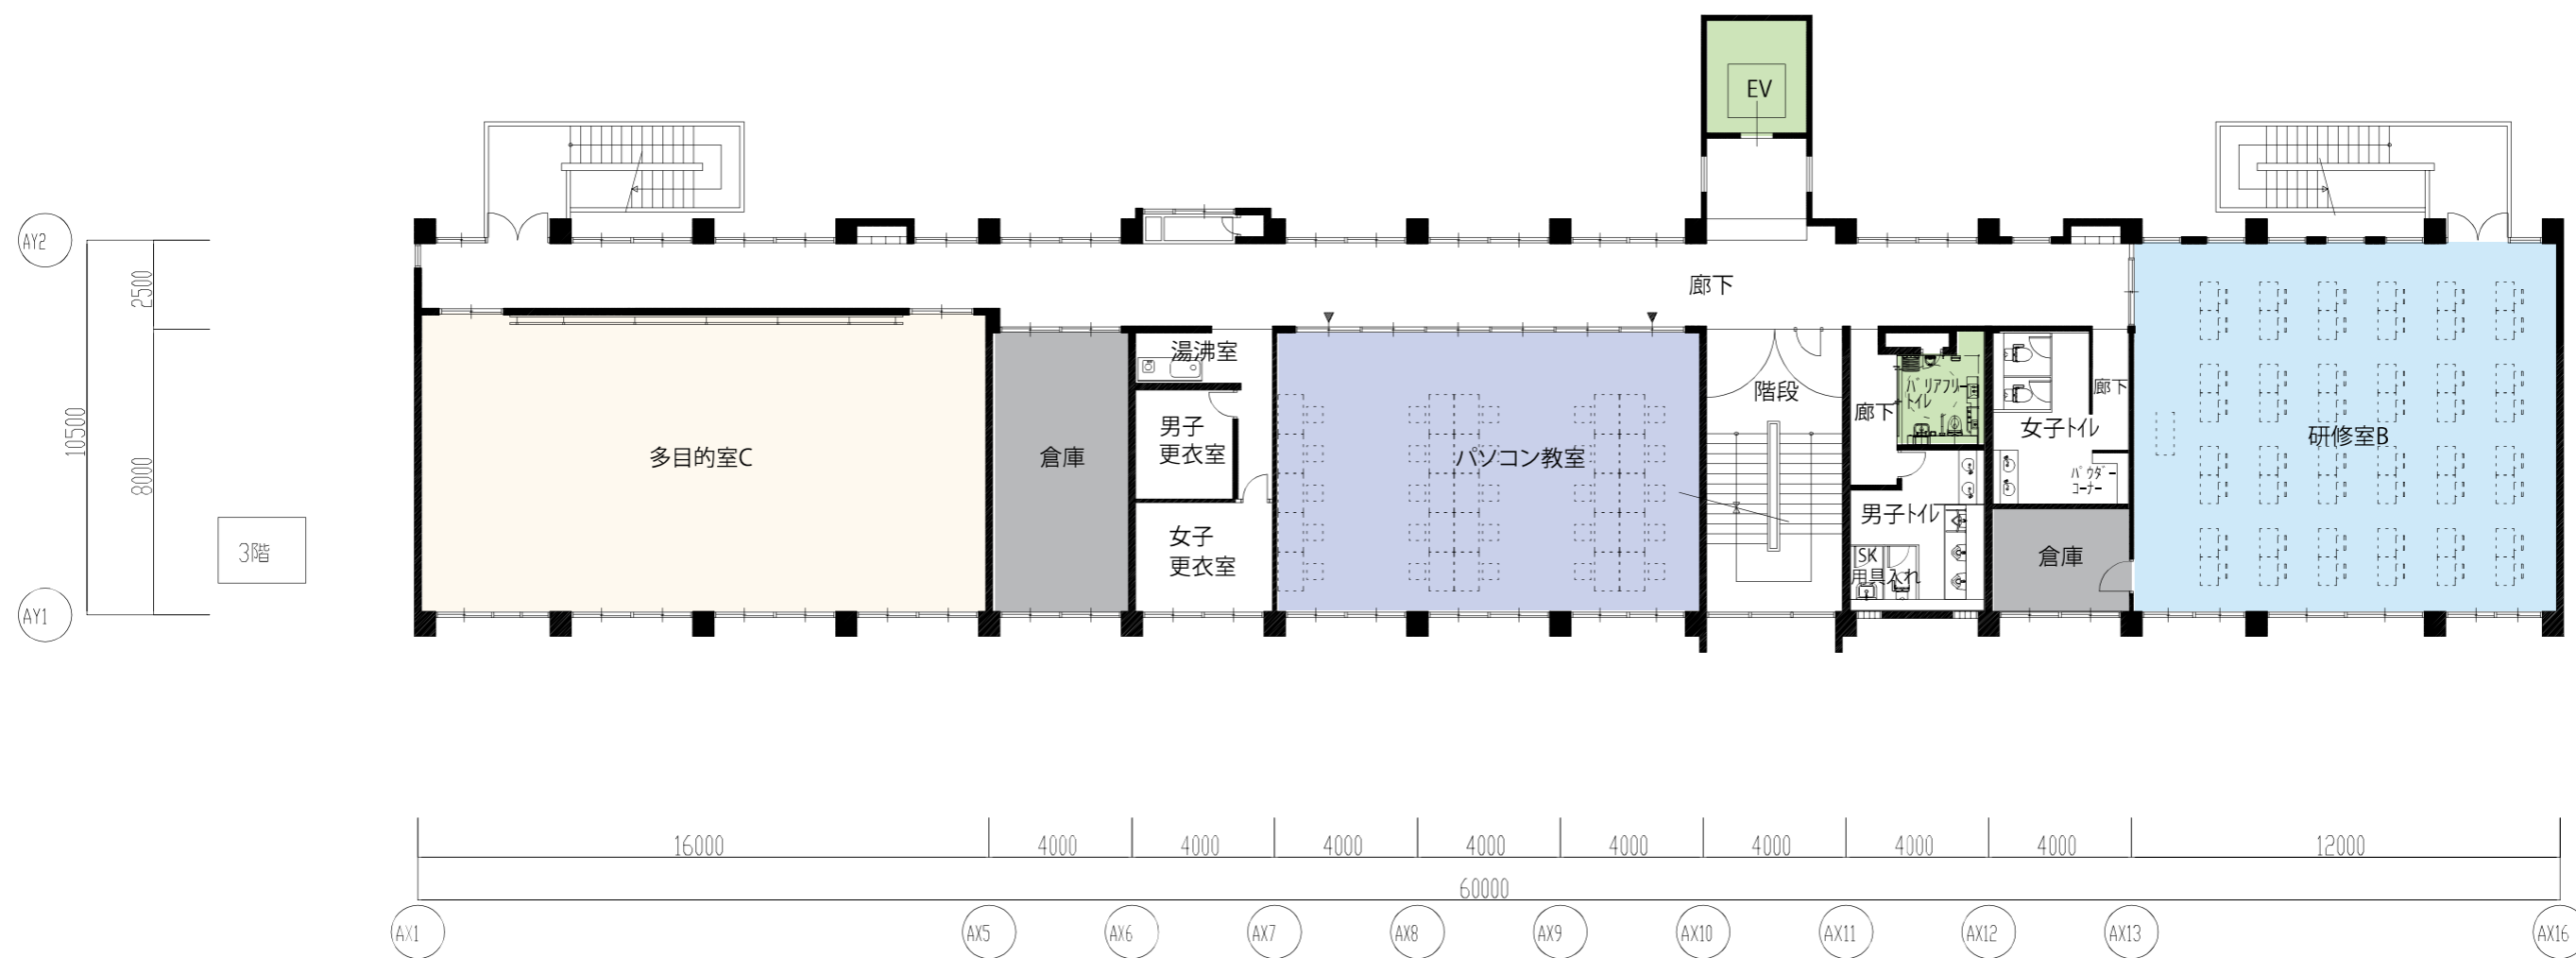 EV
AY2
2500
廊下
湯沸室
階段
バリアフリー
トイレ
廊下
廊下
10500
8000
多目的室C
倉庫
男子
更衣室
パソコン教室
女子トイレ
研修室B
パウダー
コーナー
3階
女子
更衣室
男子トイレ
SK
用具入れ
倉庫
AY1
16000
4000
4000
4000
4000
4000
4000
4000
4000
12000
60000
AX1
AX5
AX6
AX7
AX8
AX9
AX10
AX11
AX12
AX13
AX16